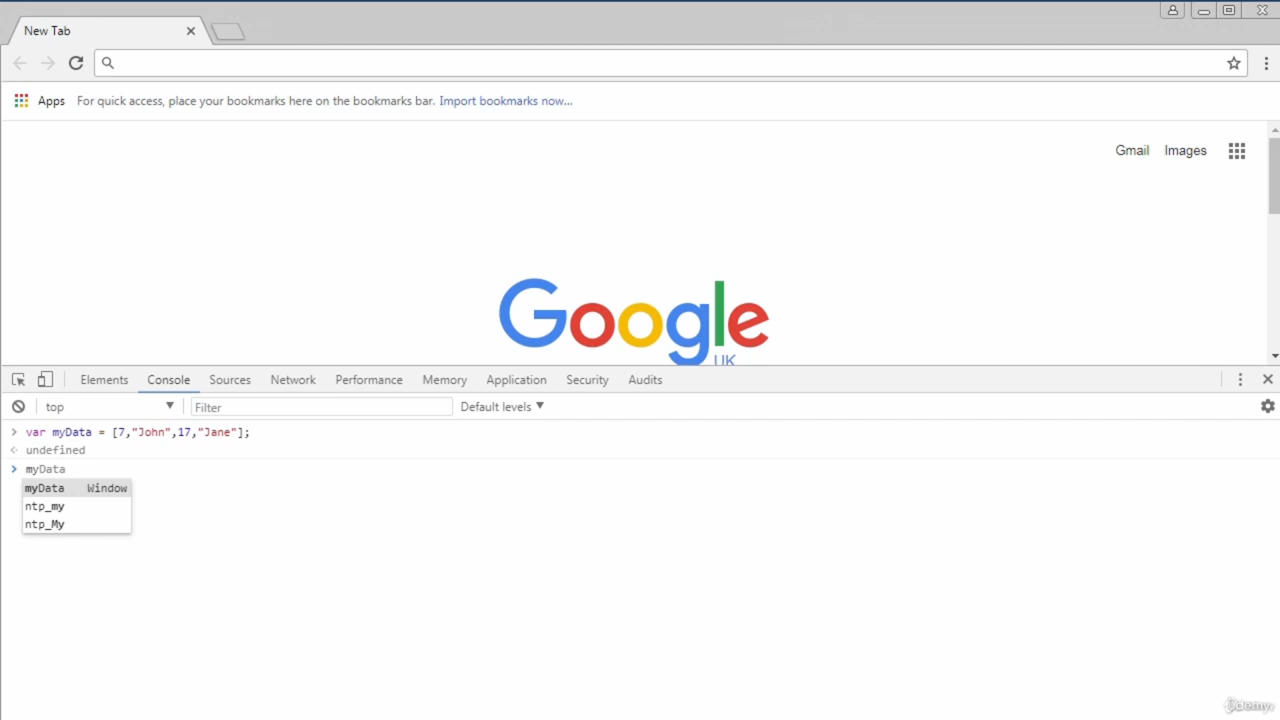 New Tab
Apps For quick access, place your bookmarks here on the bookmarks bar. Import bookmarks now...
Gmail Images
Google
UK
Elements Console Sources Network Performance Memory Application Security Audits
top Filter Default levels
> var myData = [7,"John",17,"Jane"];
undefined
> myData
myData Window
ntp_my
ntp_My
Udemy